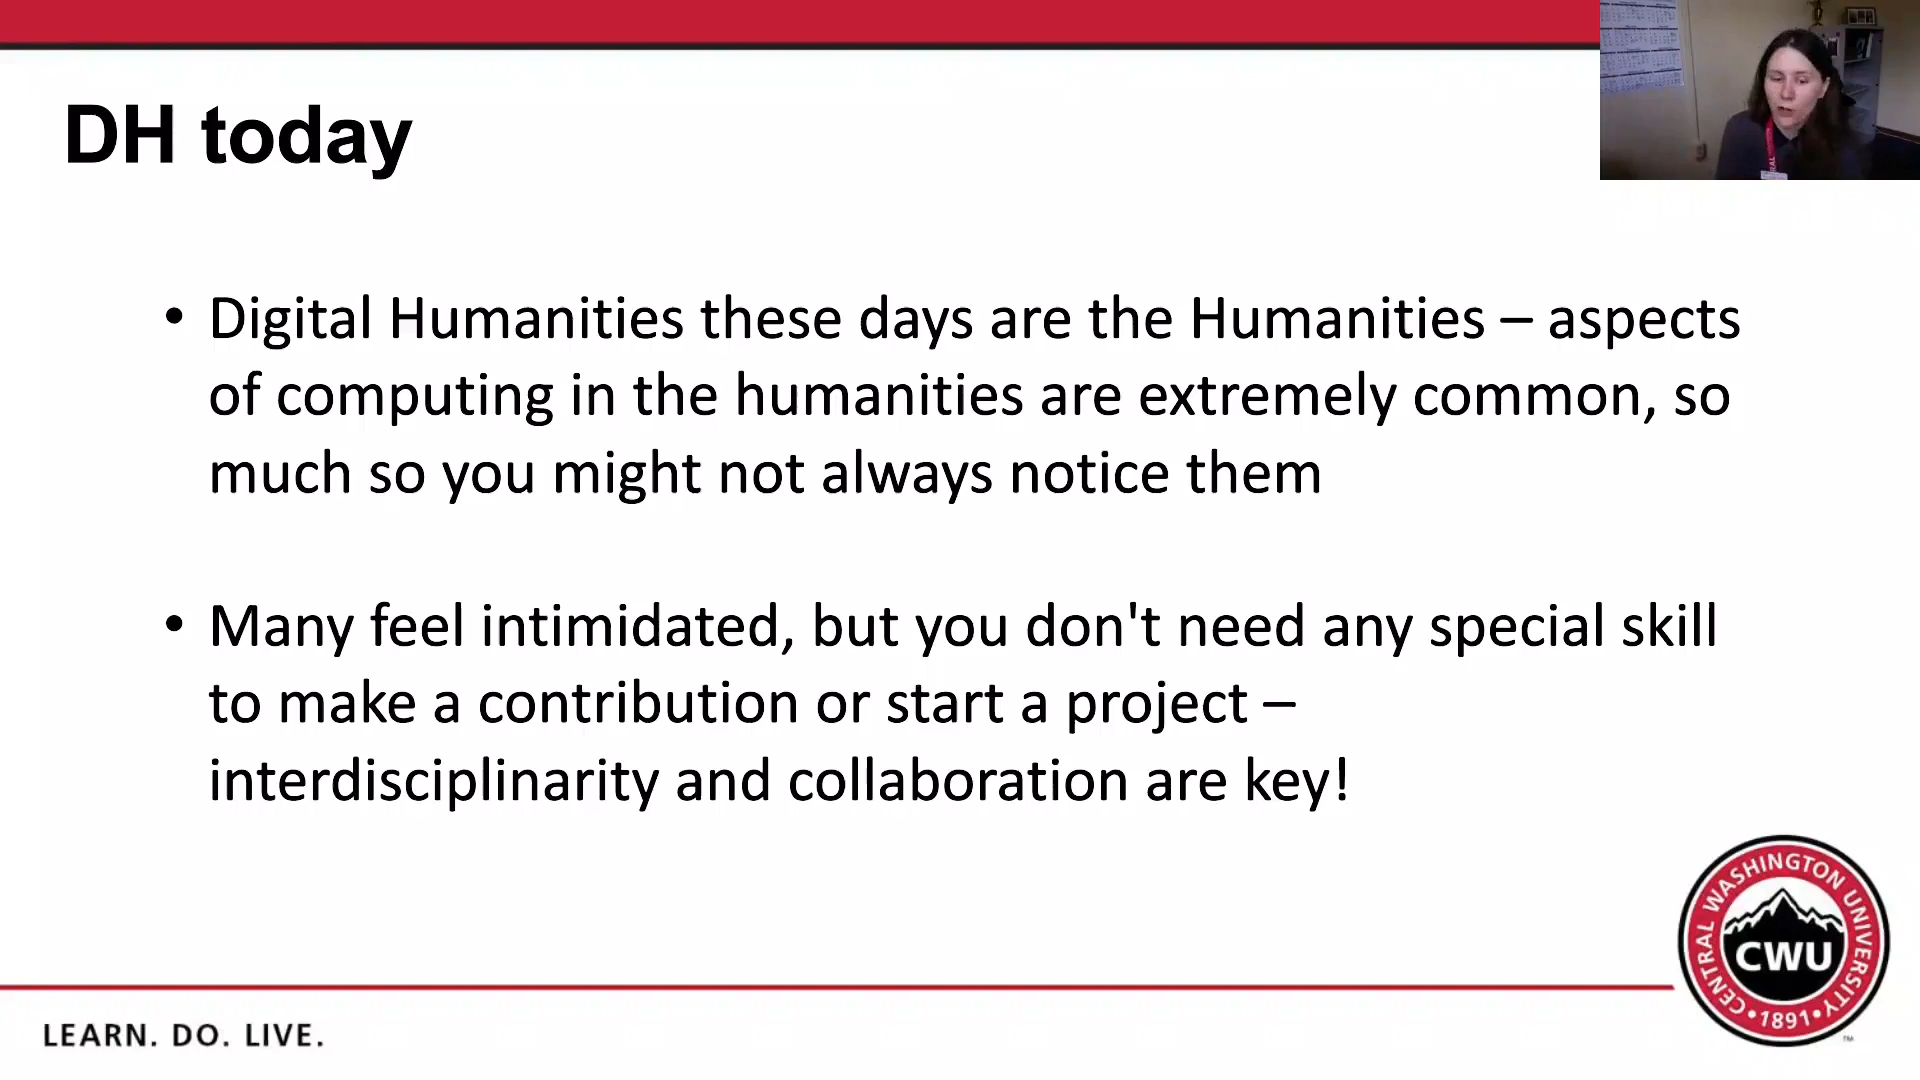 DH today
• Digital Humanities these days are the Humanities – aspects
of computing in the humanities are extremely common, so
much so you might not always notice them
• Many feel intimidated, but you don't need any special skill
to make a contribution or start a project –
interdisciplinarity and collaboration are key!
CENTRAL WASHINGTON UNIVERSITY
CWU
•1891•
TM
LEARN. DO. LIVE.